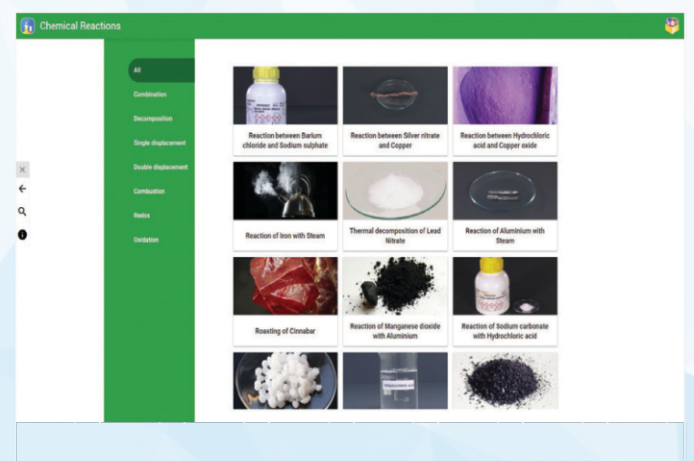 Chemical Reactions
All
Combination
Decomposition
Single displacement
Double displacement
Combustion
Redox
Oxidation
Reaction between Barium
chloride and Sodium sulphate
Reaction between Silver nitrate
and Copper
Reaction between Hydrochloric
acid and Copper oxide
Reaction of Iron with Steam
Thermal decomposition of Lead
Nitrate
Reaction of Aluminium with
Steam
Roasting of Cinnabar
Reaction of Manganese dioxide
with Aluminium
Reaction of Sodium carbonate
with Hydrochloric acid